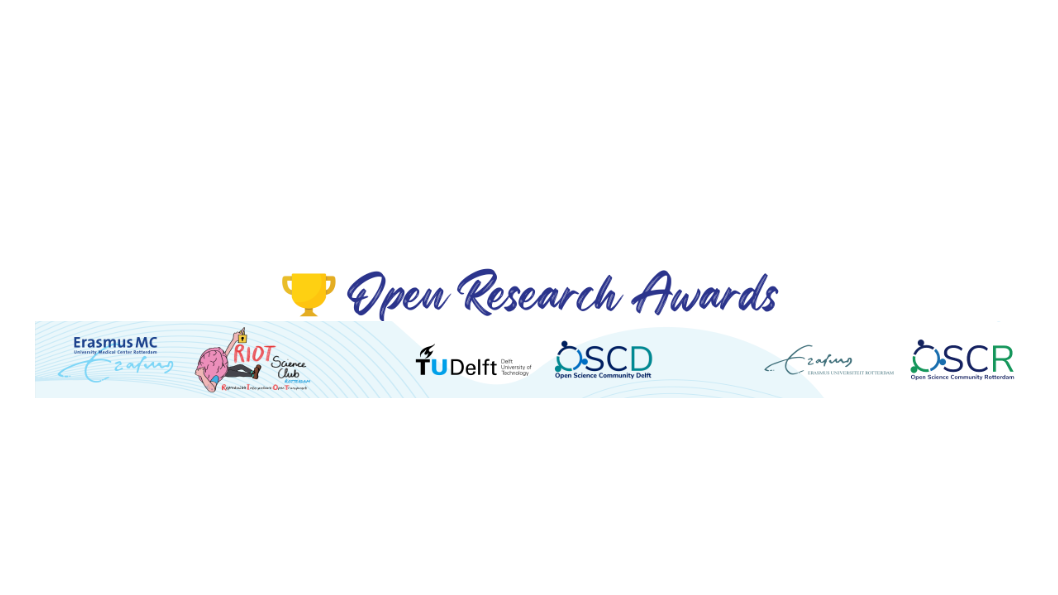 Open Research Awards
Erasmus MC
University Medical Center Rotterdam
Erasmus
RIOT
Science
Club
ROTTERDAM
Reproducible Interpretable Open Transparent
TU Delft
Delft
University of
Technology
OSCD
Open Science Community Delft
Erasmus
ERASMUS UNIVERSITEIT ROTTERDAM
OSCR
Open Science Community Rotterdam